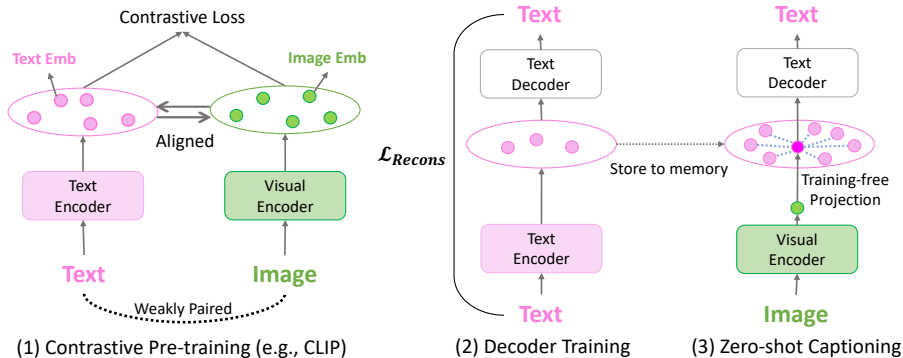 Contrastive Loss
Text Emb
Image Emb
Aligned
Text
Encoder
Visual
Encoder
Text
Image
Weakly Paired
(1) Contrastive Pre-training (e.g., CLIP)
Text
Text
Decoder
ℒ_Recons
Text
Encoder
Text
(2) Decoder Training
Store to memory
Text
Text
Decoder
Training-free
Projection
Visual
Encoder
Image
(3) Zero-shot Captioning